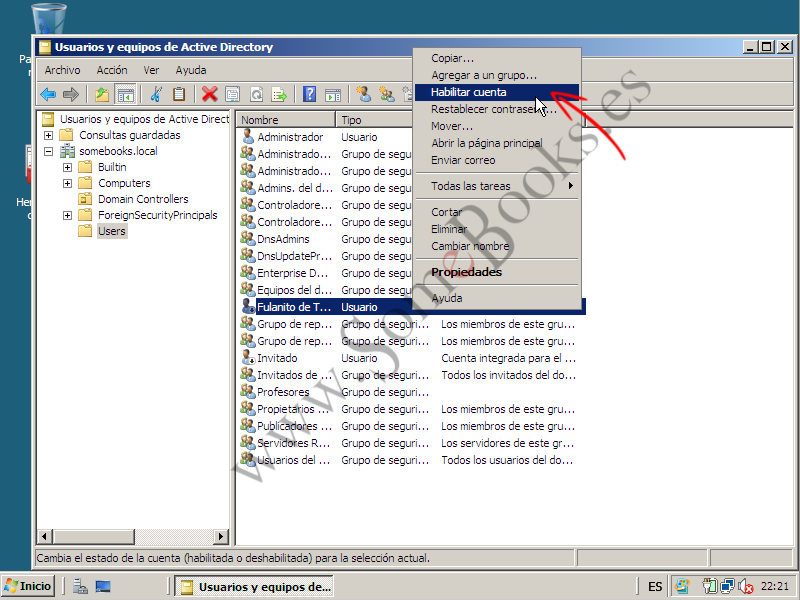 Pa
Usuarios y equipos de Active Directory
Archivo Acción Ver Ayuda
Usuarios y equipos de Active Direct
Consultas guardadas
somebooks.local
Builtin
Computers
Domain Controllers
ForeignSecurityPrincipals
Users
Her
Nombre Tipo
Administrador Usuario
Administrado... Grupo de segu
Administrado... Grupo de segu
Admins. del d... Grupo de segu
Controladore... Grupo de segu
Controladore... Grupo de segu
DnsAdmins Grupo de segu
DnsUpdatePr... Grupo de segu
Enterprise D... Grupo de segu
Equipos del d... Grupo de segu
Fulanito de T... Usuario
Grupo de rep... Grupo de seguri... Los miembros de este gru...
Grupo de rep... Grupo de seguri... Los miembros de este gru...
Invitado Usuario Cuenta integrada para el ...
Invitados de ... Grupo de seguri... Todos los invitados del do...
Profesores Grupo de seguri...
Propietarios ... Grupo de seguri... Los miembros de este gru...
Publicadores ... Grupo de seguri... Los miembros de este gru...
Servidores R... Grupo de seguri... Los servidores de este gr...
Usuarios del ... Grupo de seguri... Todos los usuarios del do...
Copiar...
Agregar a un grupo...
Habilitar cuenta
Restablecer contraseña...
Mover...
Abrir la página principal
Enviar correo
Todas las tareas
Cortar
Eliminar
Cambiar nombre
Propiedades
Ayuda
www.SomeBooks.es
Cambia el estado de la cuenta (habilitada o deshabilitada) para la selección actual.
Inicio
Usuarios y equipos de...
ES
22:21